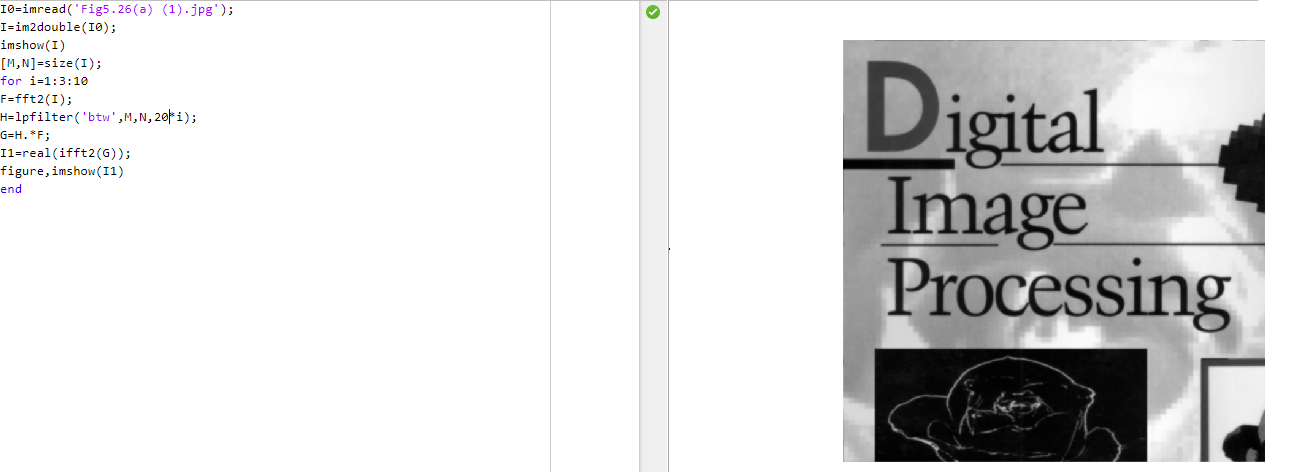 I0=imread('Fig5.26(a) (1).jpg');
I=im2double(I0);
imshow(I)
[M,N]=size(I);
for i=1:3:10
F=fft2(I);
H=lpfilter('btw',M,N,20*i);
G=H.*F;
I1=real(ifft2(G));
figure,imshow(I1)
end
Digital
Image
Processing